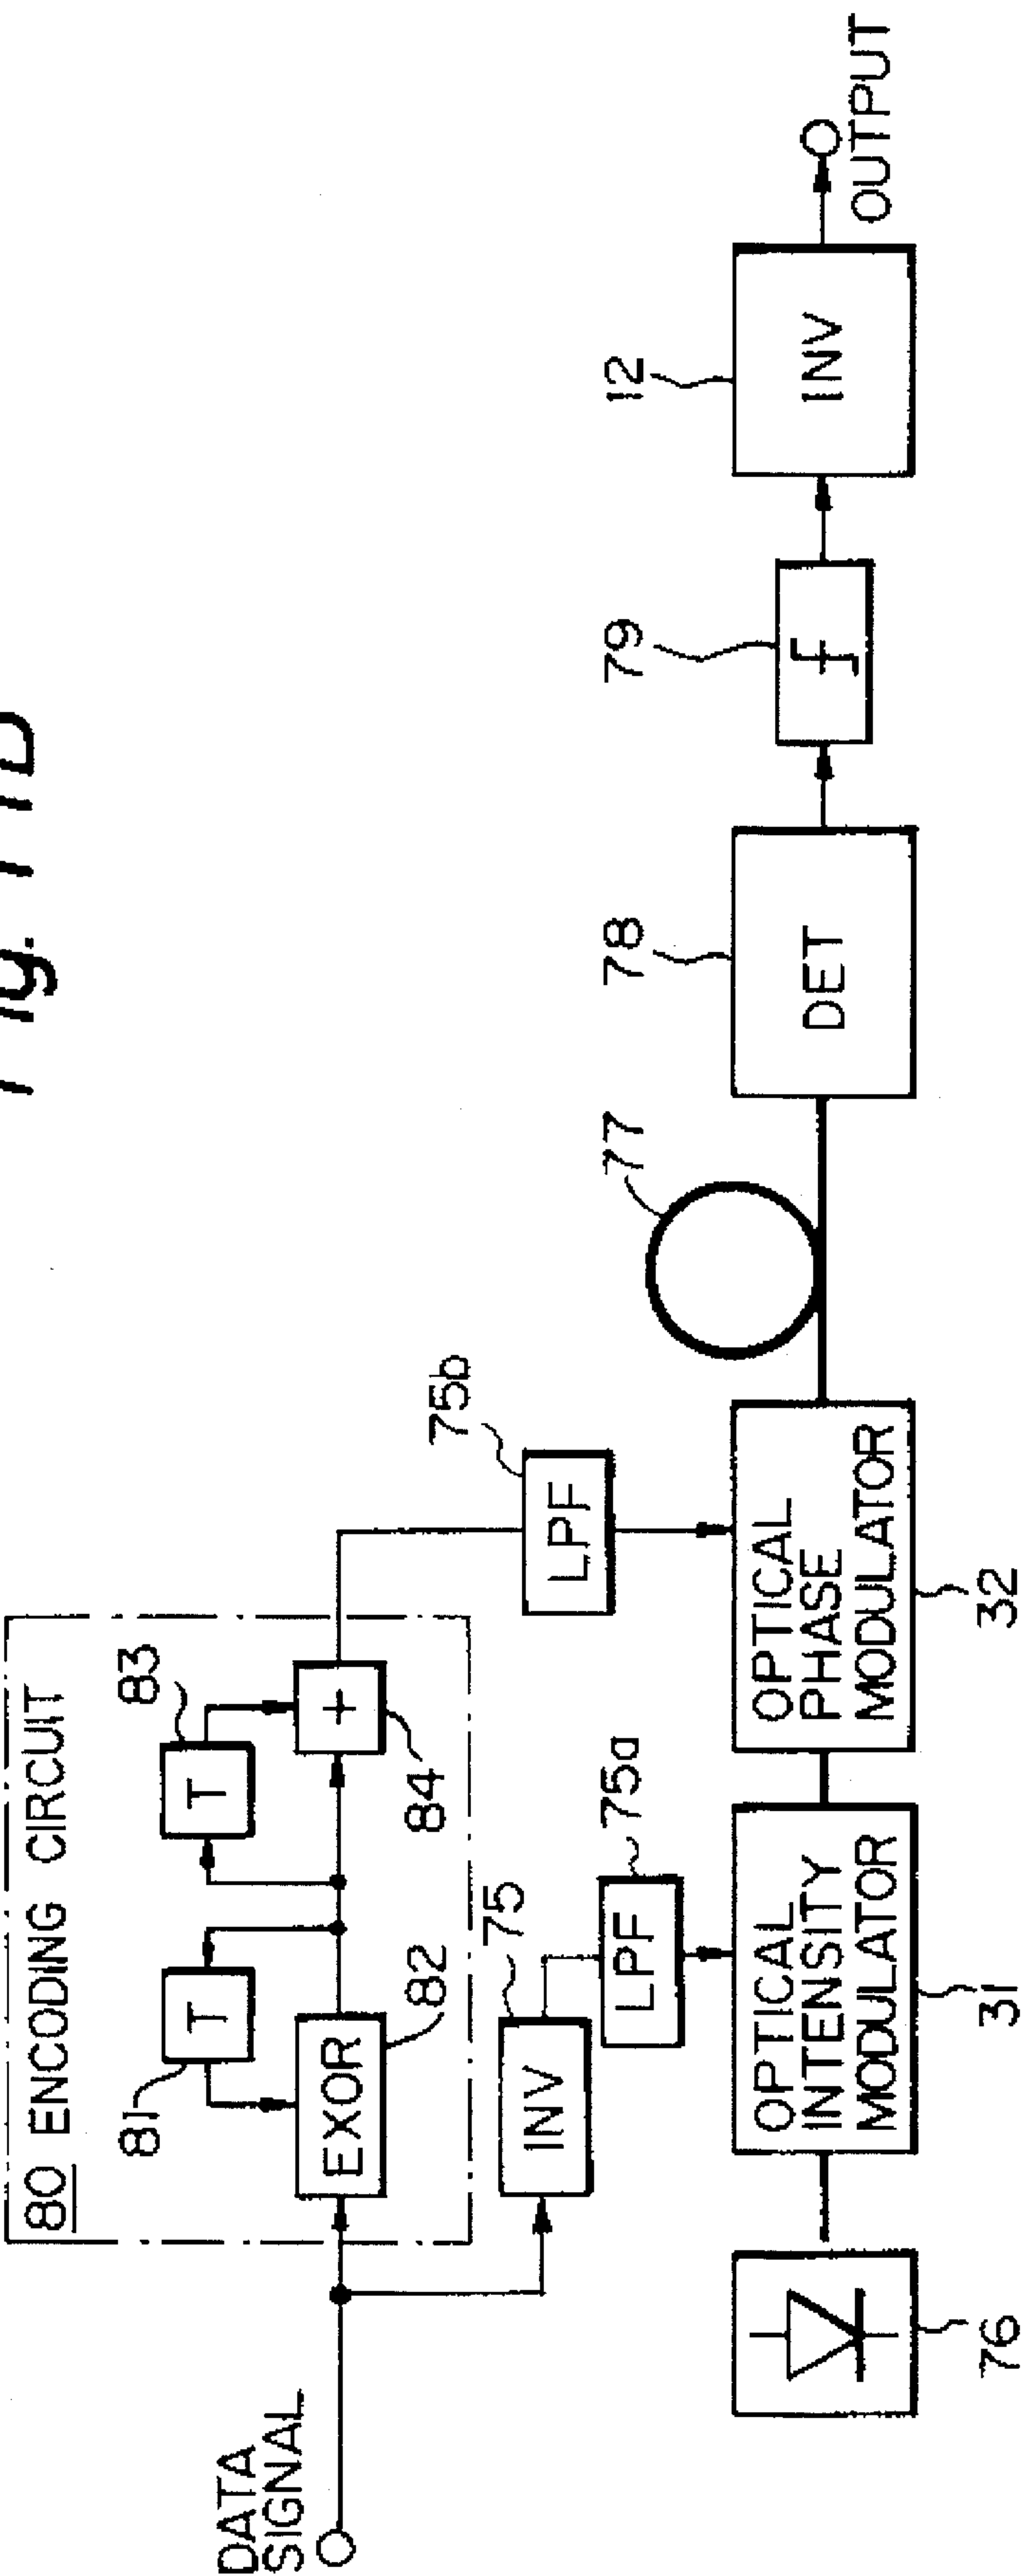 Fig.
80 ENCODING CIRCUIT
81
T
83
T
DATA
SIGNAL
EXOR
+
82
84
75
INV
75a
LPF
75b
LPF
77
78
79
12
76
OPTICAL
INTENSITY
MODULATOR
31
OPTICAL
PHASE
MODULATOR
32
DET
INV
OUTPUT